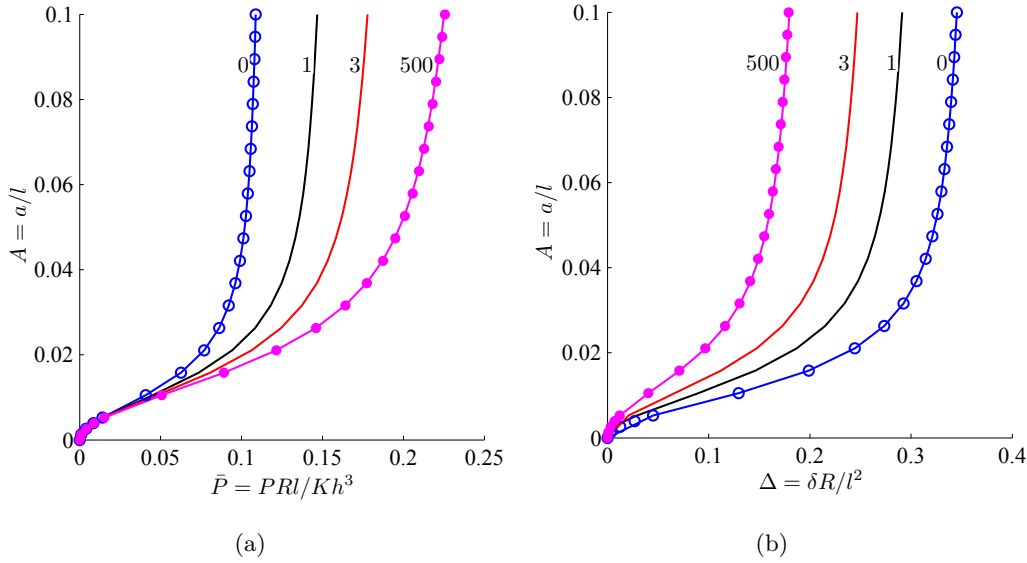 0.1
0.08
0.06
0.04
0.02
0
A = a/l
0 1 3 500
0 0.05 0.1 0.15 0.2 0.25
P̄ = PRl/Kh³
(a)
0.1
0.08
0.06
0.04
0.02
0
A = a/l
500 3 1 0
0 0.1 0.2 0.3 0.4
Δ = δR/l²
(b)